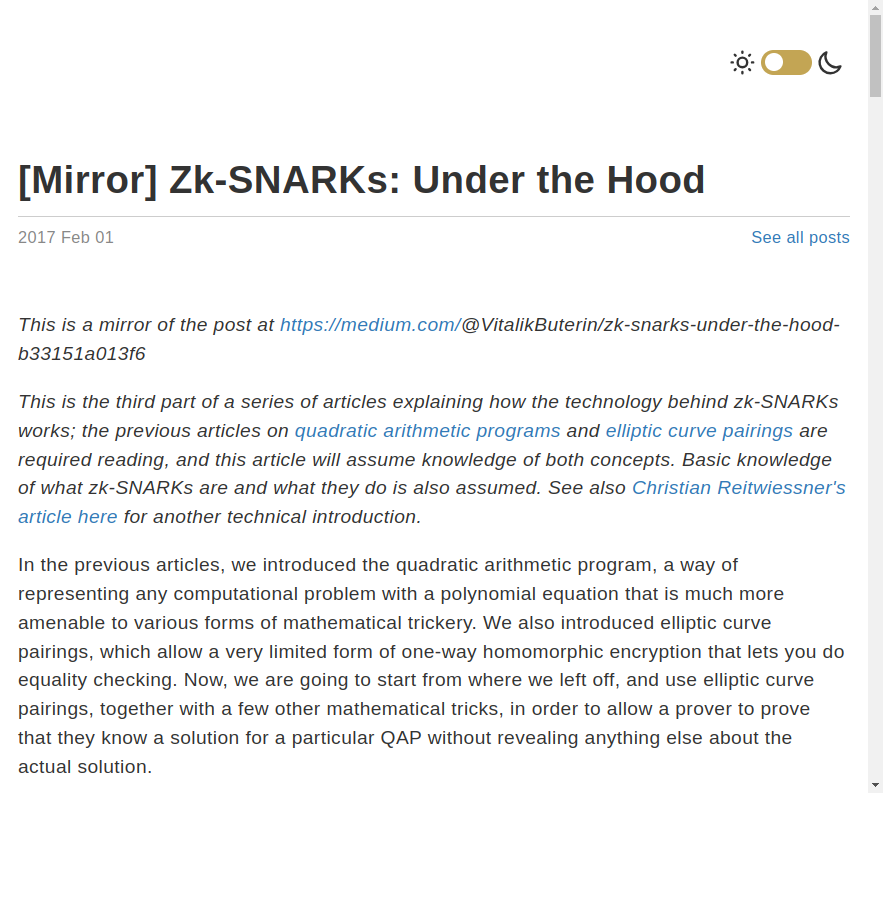 [Mirror] Zk-SNARKs: Under the Hood
2017 Feb 01 See all posts
This is a mirror of the post at https://medium.com/@VitalikButerin/zk-snarks-under-the-hood-
b33151a013f6
This is the third part of a series of articles explaining how the technology behind zk-SNARKs
works; the previous articles on quadratic arithmetic programs and elliptic curve pairings are
required reading, and this article will assume knowledge of both concepts. Basic knowledge
of what zk-SNARKs are and what they do is also assumed. See also Christian Reitwiessner's
article here for another technical introduction.
In the previous articles, we introduced the quadratic arithmetic program, a way of
representing any computational problem with a polynomial equation that is much more
amenable to various forms of mathematical trickery. We also introduced elliptic curve
pairings, which allow a very limited form of one-way homomorphic encryption that lets you do
equality checking. Now, we are going to start from where we left off, and use elliptic curve
pairings, together with a few other mathematical tricks, in order to allow a prover to prove
that they know a solution for a particular QAP without revealing anything else about the
actual solution.